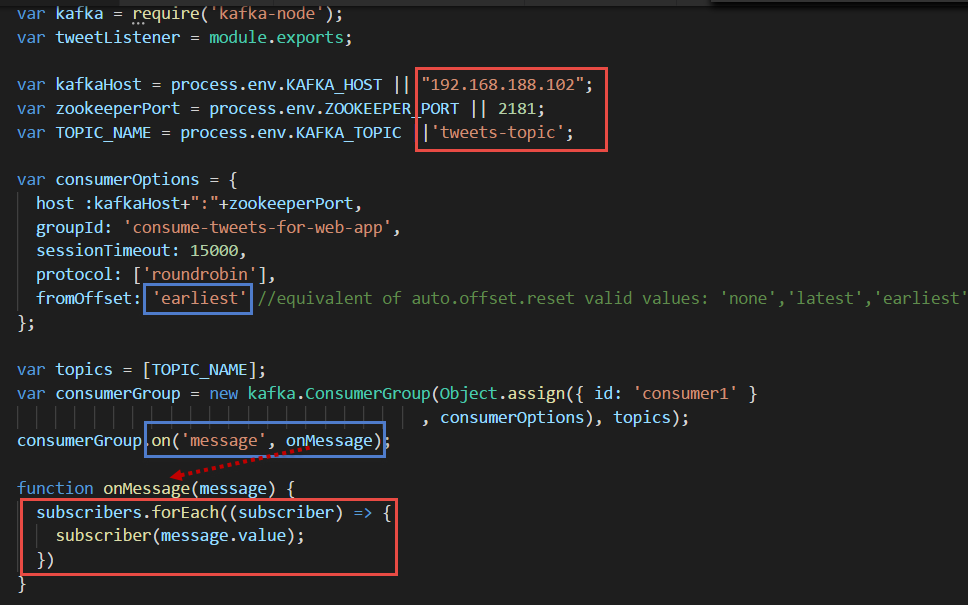 var kafka = require('kafka-node');
var tweetListener = module.exports;
var kafkaHost = process.env.KAFKA_HOST || "192.168.188.102";
var zookeeperPort = process.env.ZOOKEEPER_PORT || 2181;
var TOPIC_NAME = process.env.KAFKA_TOPIC ||'tweets-topic';
var consumerOptions = {
host :kafkaHost+":"+zookeeperPort,
groupId: 'consume-tweets-for-web-app',
sessionTimeout: 15000,
protocol: ['roundrobin'],
fromOffset: 'earliest' //equivalent of auto.offset.reset valid values: 'none','latest','earliest'
};
var topics = [TOPIC_NAME];
var consumerGroup = new kafka.ConsumerGroup(Object.assign({ id: 'consumer1' }
, consumerOptions), topics);
consumerGroup.on('message', onMessage);
function onMessage(message) {
subscribers.forEach((subscriber) => {
subscriber(message.value);
})
}